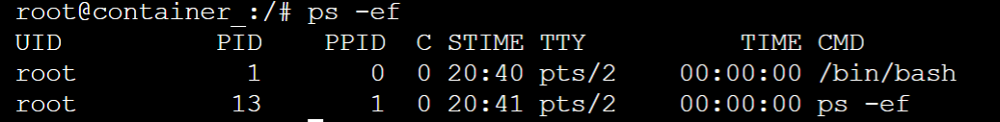 root@container_:/# ps -ef
UID PID PPID C STIME TTY TIME CMD
root 1 0 0 20:40 pts/2 00:00:00 /bin/bash
root 13 1 0 20:41 pts/2 00:00:00 ps -ef